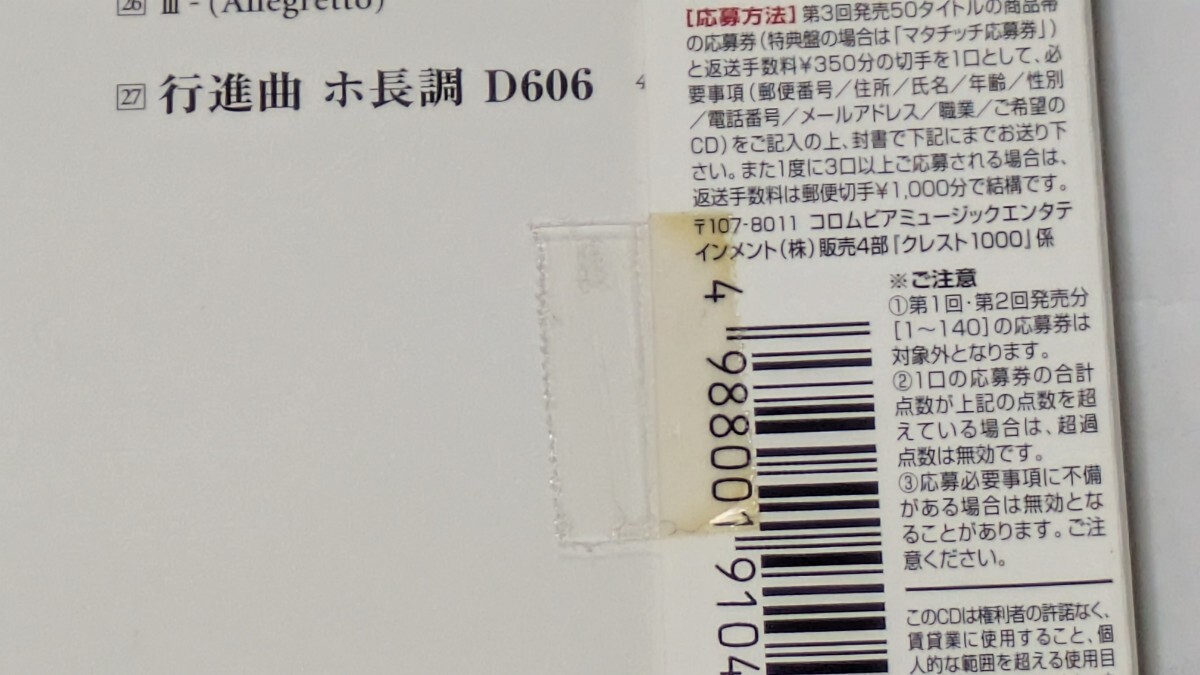 26 Ⅲ - (Allegretto)
27 行進曲 ホ長調 D606 4
【応募方法】第3回発売50タイトルの商品帯
の応募券(特典盤の場合は「マタチッチ応募券」)
と返送手数料¥350分の切手を1口として、必
要事項(郵便番号/住所/氏名/年齢/性別
/電話番号/メールアドレス/職業/ご希望の
CD)をご記入の上、封書で下記にまでお送り下
さい。また1度に3口以上ご応募される場合は、
返送手数料は郵便切手¥1,000分で結構です。
〒107-8011 コロムビアミュージックエンタテ
インメント(株)販売4部「クレスト1000」係
※ご注意
①第1回・第2回発売分
[1〜140]の応募券は
対象外となります。
②1口の応募券の合計
点数が上記の点数を超
えている場合は、超過
点数は無効です。
③応募必要事項に不備
がある場合は無効とな
ることがあります。ご注
意ください。
このCDは権利者の許諾なく、
賃貸業に使用すること、個
人的な範囲を超える使用目
4 988001 9104